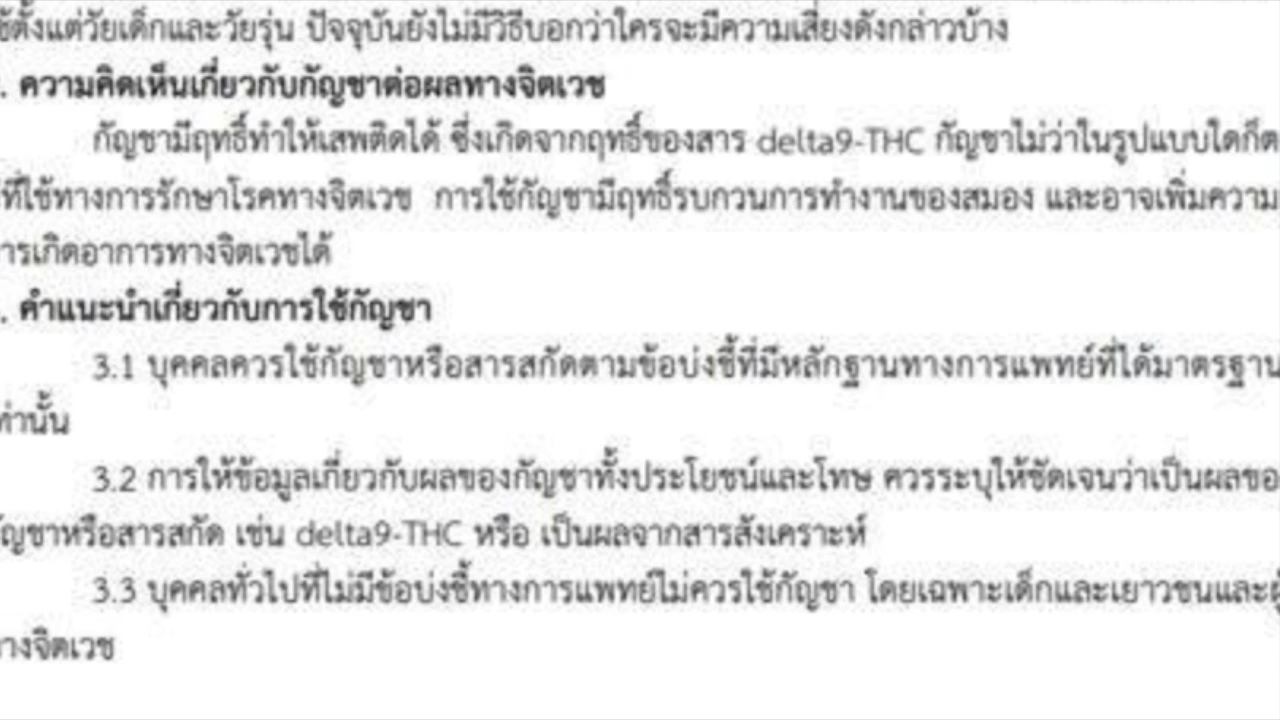 ใช้ตั้งแต่วัยเด็กและวัยรุ่น ปัจจุบันยังไม่มีวิธีบอกว่าใครจะมีความเสี่ยงดังกล่าวบ้าง
. ความคิดเห็นเกี่ยวกับกัญชาต่อผลทางจิตเวช
กัญชามีฤทธิ์ทำให้เสพติดได้ ซึ่งเกิดจากฤทธิ์ของสาร delta9-THC กัญชาไม่ว่าในรูปแบบใดก็ต
ที่ใช้ทางการรักษาโรคทางจิตเวช การใช้กัญชามีฤทธิ์รบกวนการทำงานของสมอง และอาจเพิ่มความ
ารเกิดอาการทางจิตเวชได้
. คำแนะนำเกี่ยวกับการใช้กัญชา
3.1 บุคคลควรใช้กัญชาหรือสารสกัดตามข้อบ่งชี้ที่มีหลักฐานทางการแพทย์ที่ได้มาตรฐาน
ท่านั้น
3.2 การให้ข้อมูลเกี่ยวกับผลของกัญชาทั้งประโยชน์และโทษ ควรระบุให้ชัดเจนว่าเป็นผลขอ
ัญชาหรือสารสกัด เช่น delta9-THC หรือ เป็นผลจากสารสังเคราะห์
3.3 บุคคลทั่วไปที่ไม่มีข้อบ่งชี้ทางการแพทย์ไม่ควรใช้กัญชา โดยเฉพาะเด็กและเยาวชนและผู้
างจิตเวช